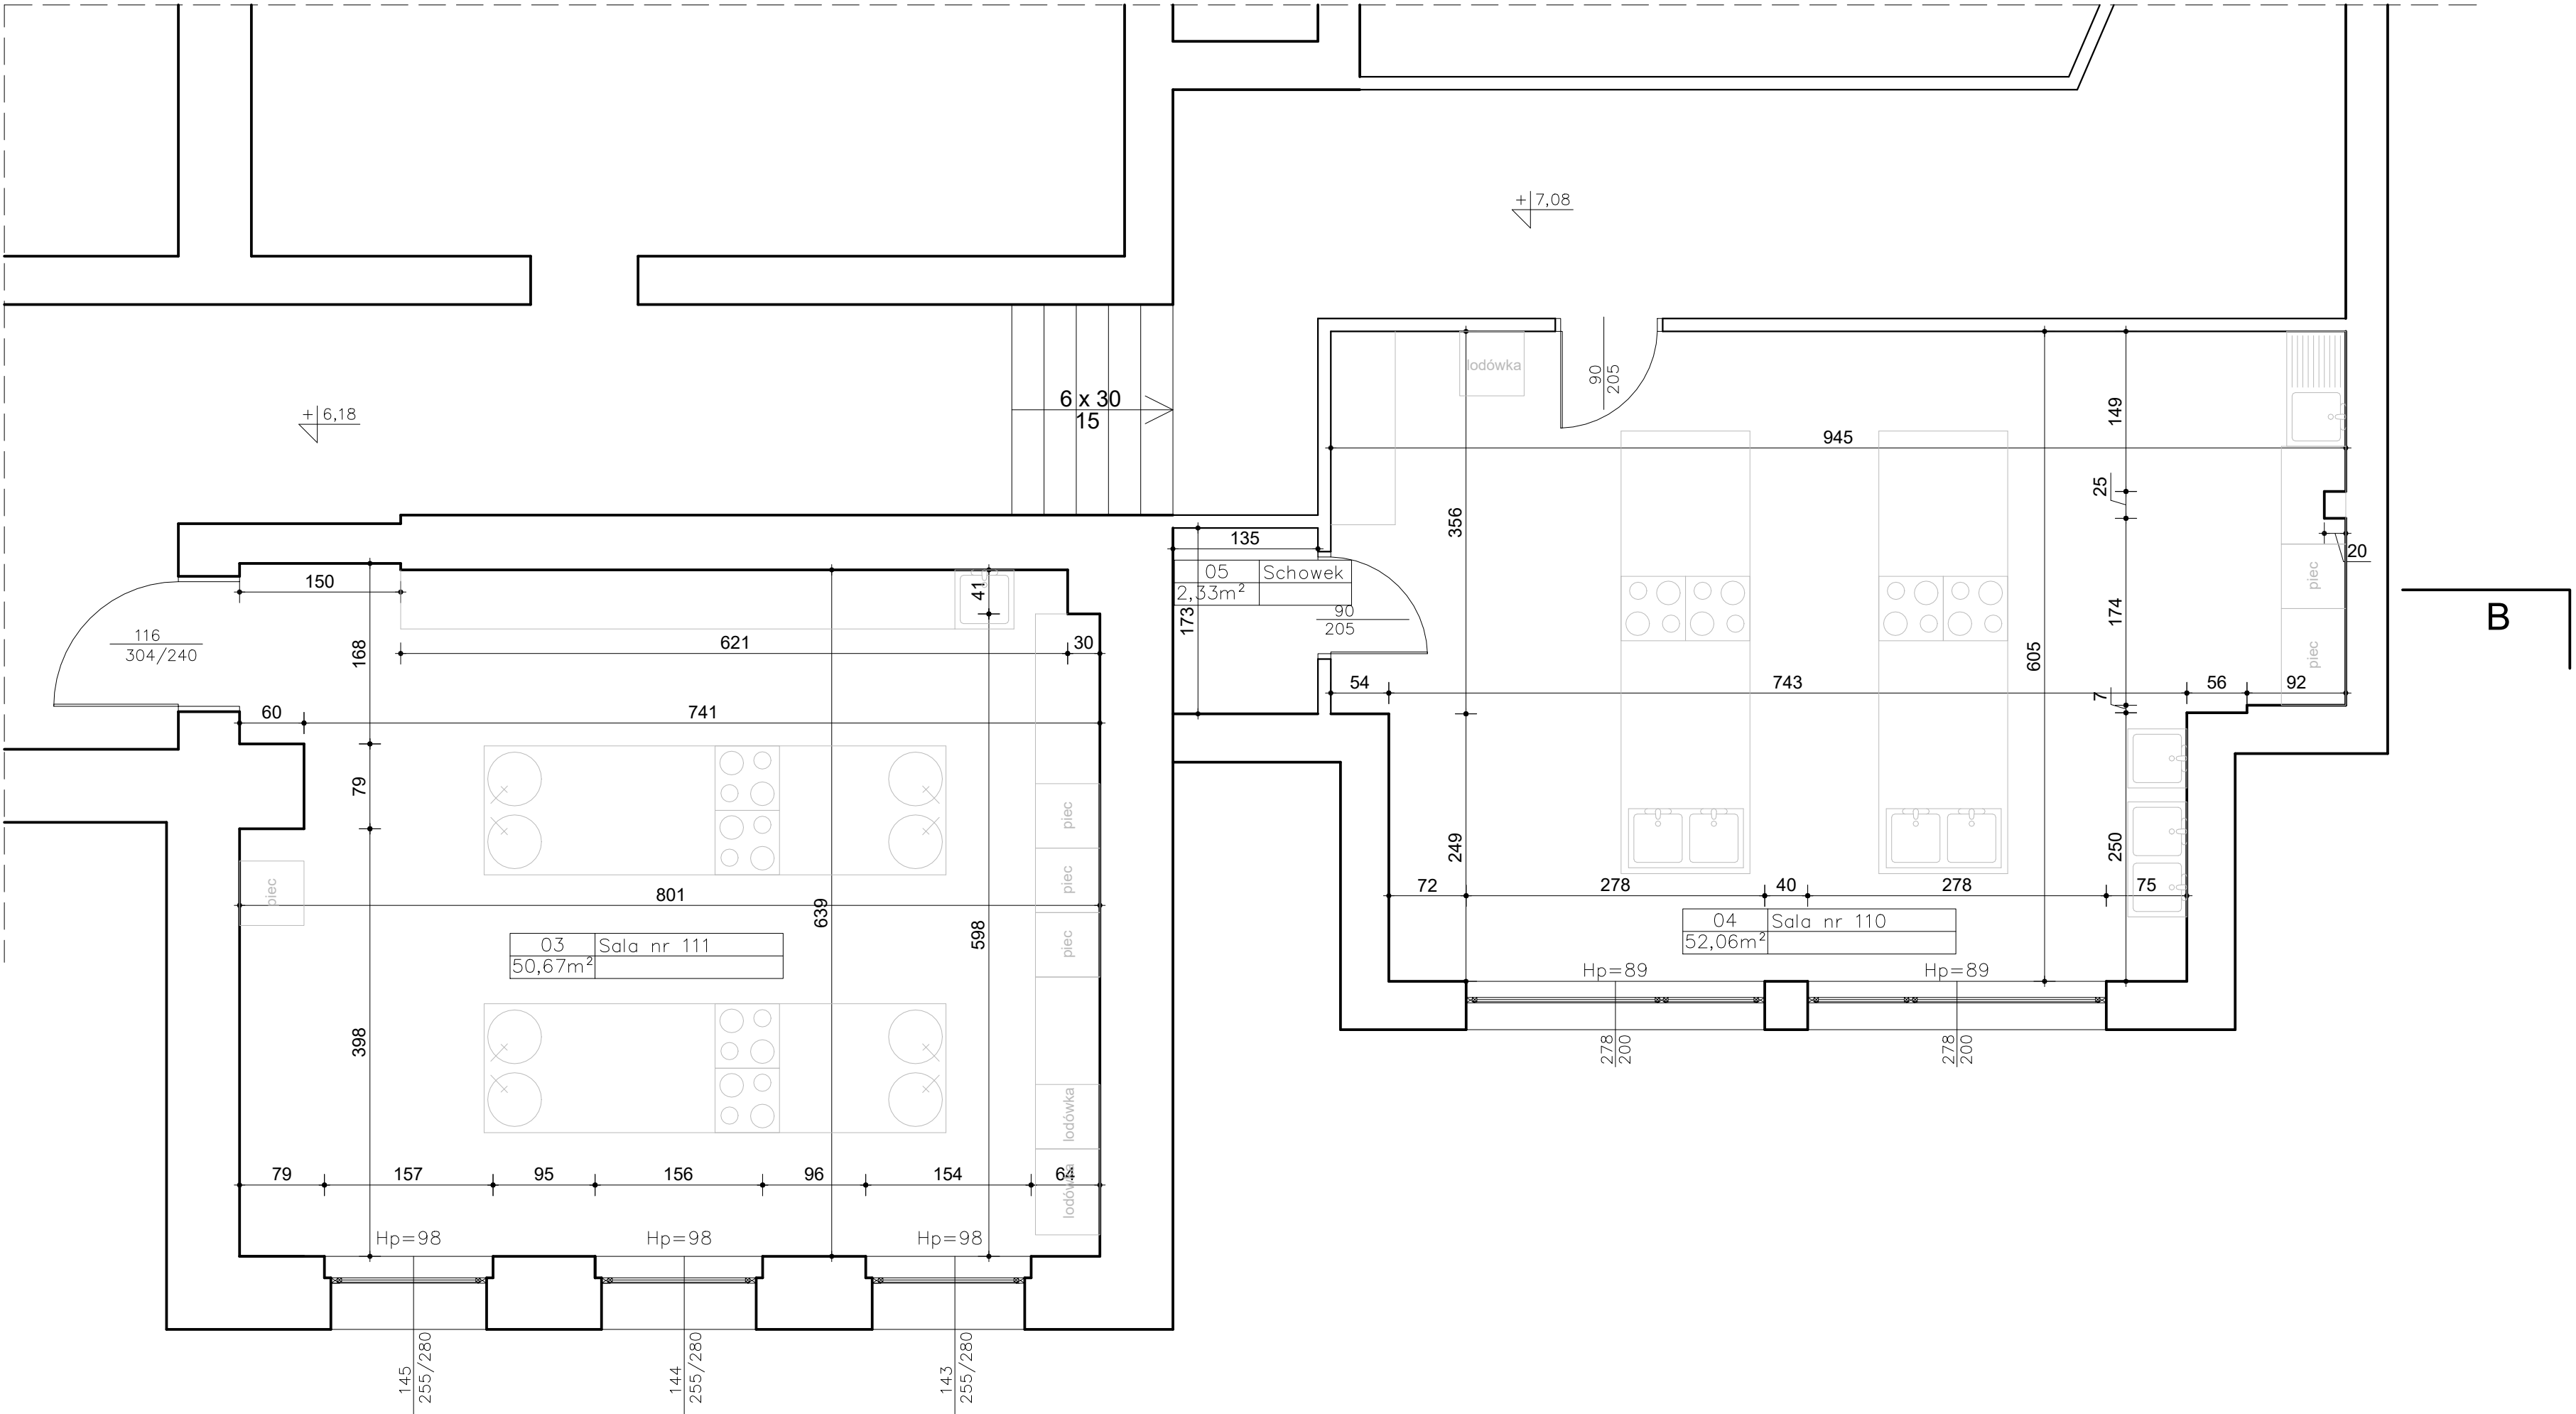 + 7,08
+ 6,18
6 x 30
15
lodówka
90
205
945
149
25
20
356
174
605
piec
piec
B
135
05 Schowek
2,33m²
173
90
205
54
743
56
92
7
150
41
116
304/240
168
621
30
60
741
79
piec
piec
piec
piec
801
639
598
03 Sala nr 111
50,67m²
398
249
250
72
278
40
278
75
04 Sala nr 110
52,06m²
Hp=89
Hp=89
278
200
278
200
lodówka
lodówka
79
157
95
156
96
154
64
Hp=98
Hp=98
Hp=98
145
255/280
144
255/280
143
255/280